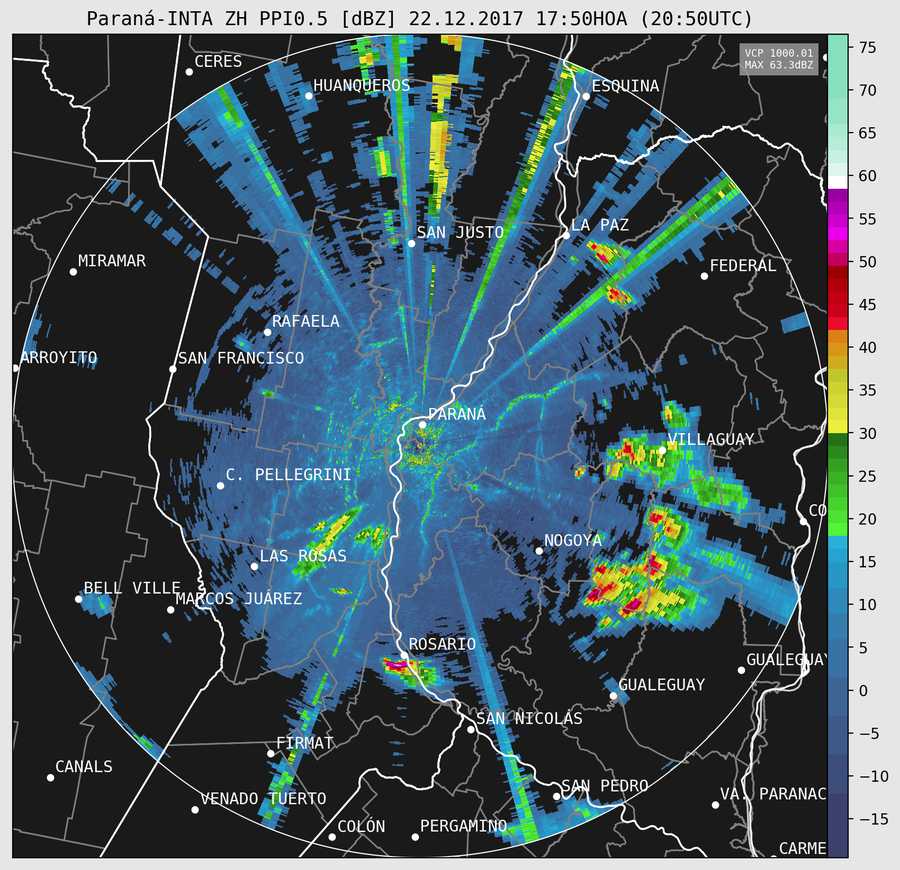 Paraná-INTA ZH PPI0.5 [dBZ] 22.12.2017 17:50HOA (20:50UTC)
VCP 1000.01
MAX 63.3dBZ
CERES
HUANQUEROS
ESQUINA
SAN JUSTO
LA PAZ
MIRAMAR
FEDERAL
RAFAELA
ARROYITO
SAN FRANCISCO
PARANÁ
VILLAGUAY
C. PELLEGRINI
CO
NOGOYA
LAS ROSAS
BELL VILLE
MARCOS JUÁREZ
ROSARIO
GUALEGUAY
GUALEGUAY
SAN NICOLÁS
FIRMAT
CANALS
SAN PEDRO
VENADO TUERTO
VA. PARANAC
COLÓN
PERGAMINO
CARME
75
70
65
60
55
50
45
40
35
30
25
20
15
10
5
0
−5
−10
−15